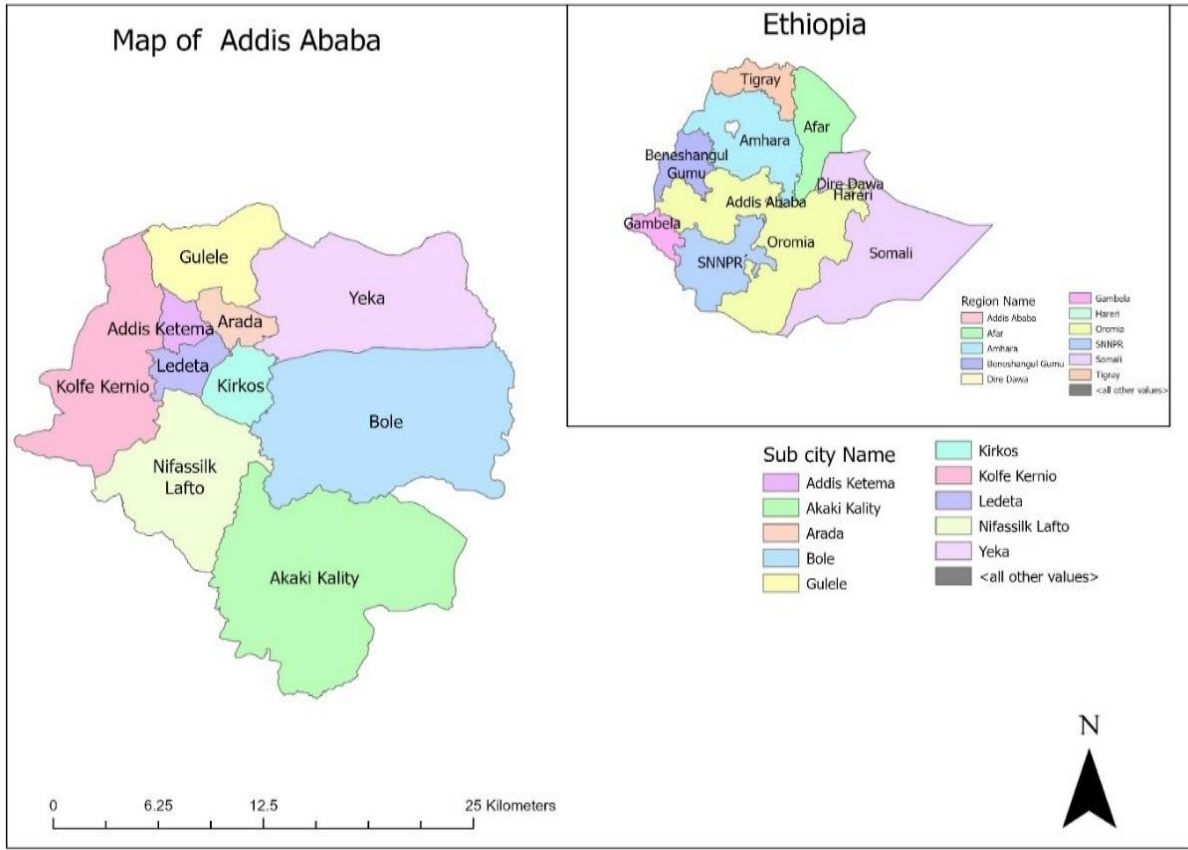 Map of Addis Ababa
Gulele
Yeka
Addis Ketema
Arada
Ledeta
Kolfe Kernio
Kirkos
Bole
Nifassilk
Lafto
Akaki Kality
0
6.25
12.5
25 Kilometers
Ethiopia
Tigray
Afar
Amhara
Beneshangul
Gumu
Dire Dawa
Hareri
Addis Ababa
Gambela
Oromia
Somali
SNNPR
Region Name
Addis Ababa
Afar
Amhara
Beneshangul Gumu
Dire Dawa
Gambela
Hareri
Oromia
SNNPR
Somali
Tigray
<all other values>
Sub city Name
Addis Ketema
Akaki Kality
Arada
Bole
Gulele
Kirkos
Kolfe Kernio
Ledeta
Nifassilk Lafto
Yeka
<all other values>
N